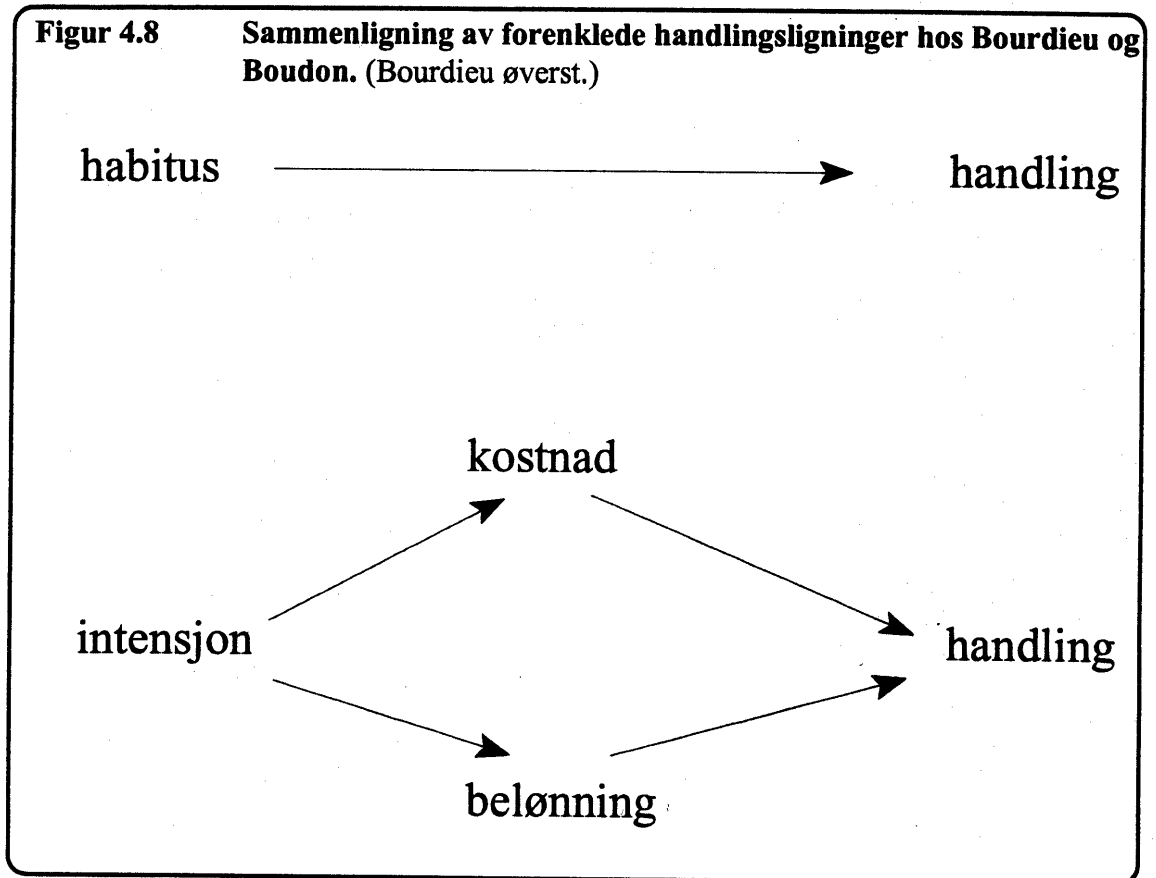 Figur 4.8 Sammenligning av forenklede handlingsligninger hos Bourdieu og
Boudon. (Bourdieu øverst.)
habitus handling
kostnad
intensjon handling
belønning